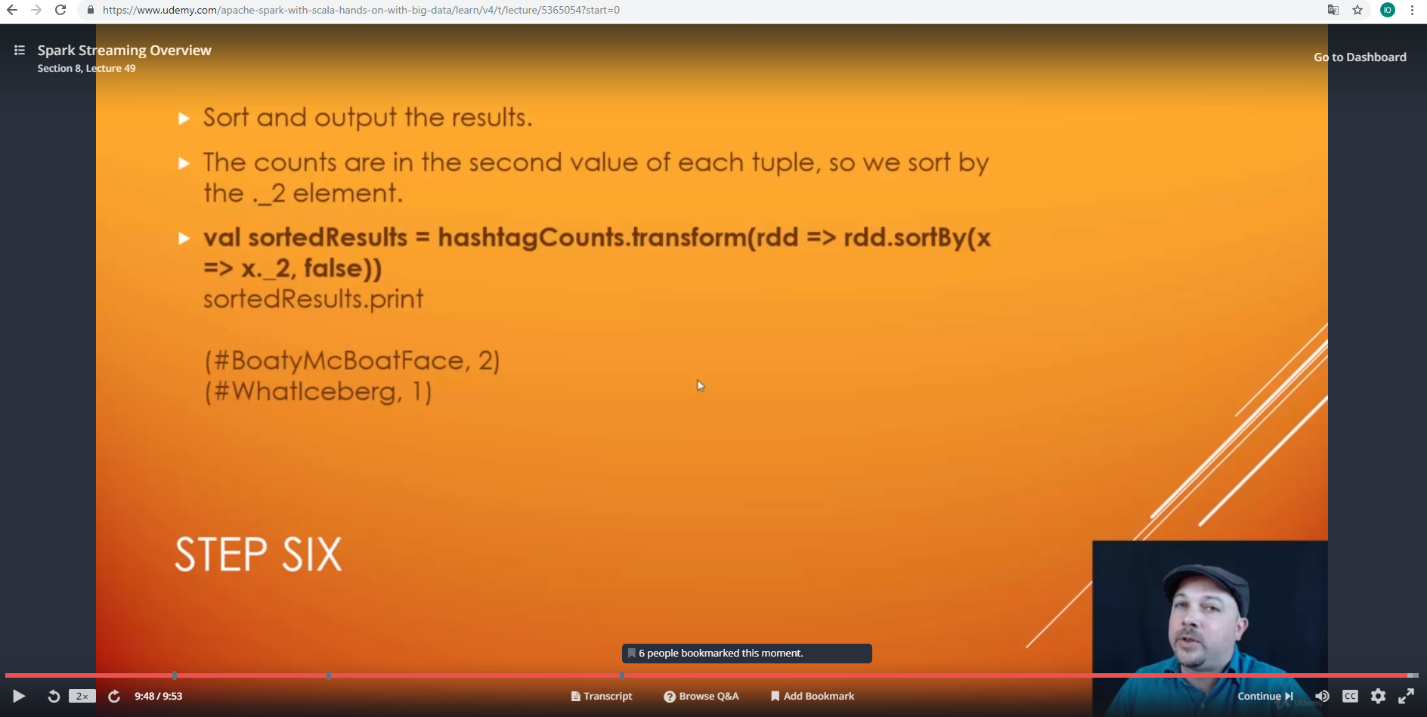 https://www.udemy.com/apache-spark-with-scala-hands-on-with-big-data/learn/v4/t/lecture/5365054?start=0
Ю
Spark Streaming Overview
Section 8, Lecture 49
Go to Dashboard
Sort and output the results.
The counts are in the second value of each tuple, so we sort by
the ._2 element.
val sortedResults = hashtagCounts.transform(rdd => rdd.sortBy(x
=> x._2, false))
sortedResults.print
(#BoatyMcBoatFace, 2)
(#WhatIceberg, 1)
STEP SIX
6 people bookmarked this moment.
2×
9:48 / 9:53
Transcript
Browse Q&A
Add Bookmark
Continue
CC